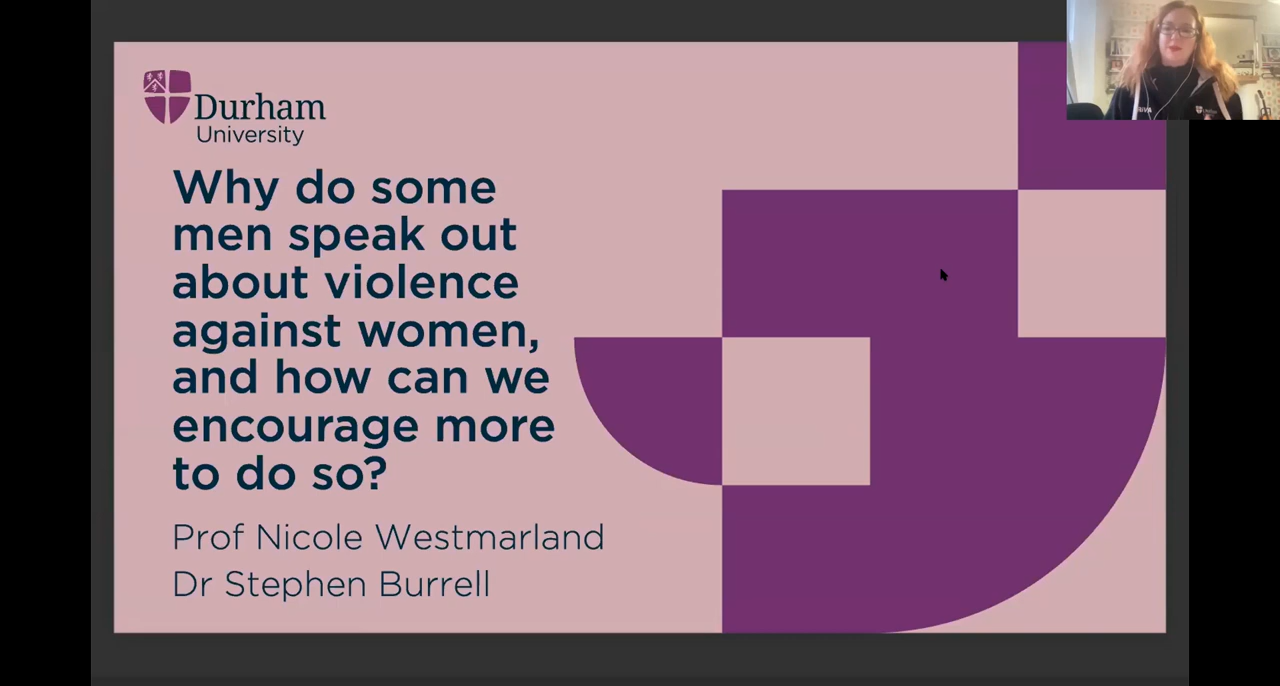 Durham
University
Why do some
men speak out
about violence
against women,
and how can we
encourage more
to do so?
Prof Nicole Westmarland
Dr Stephen Burrell